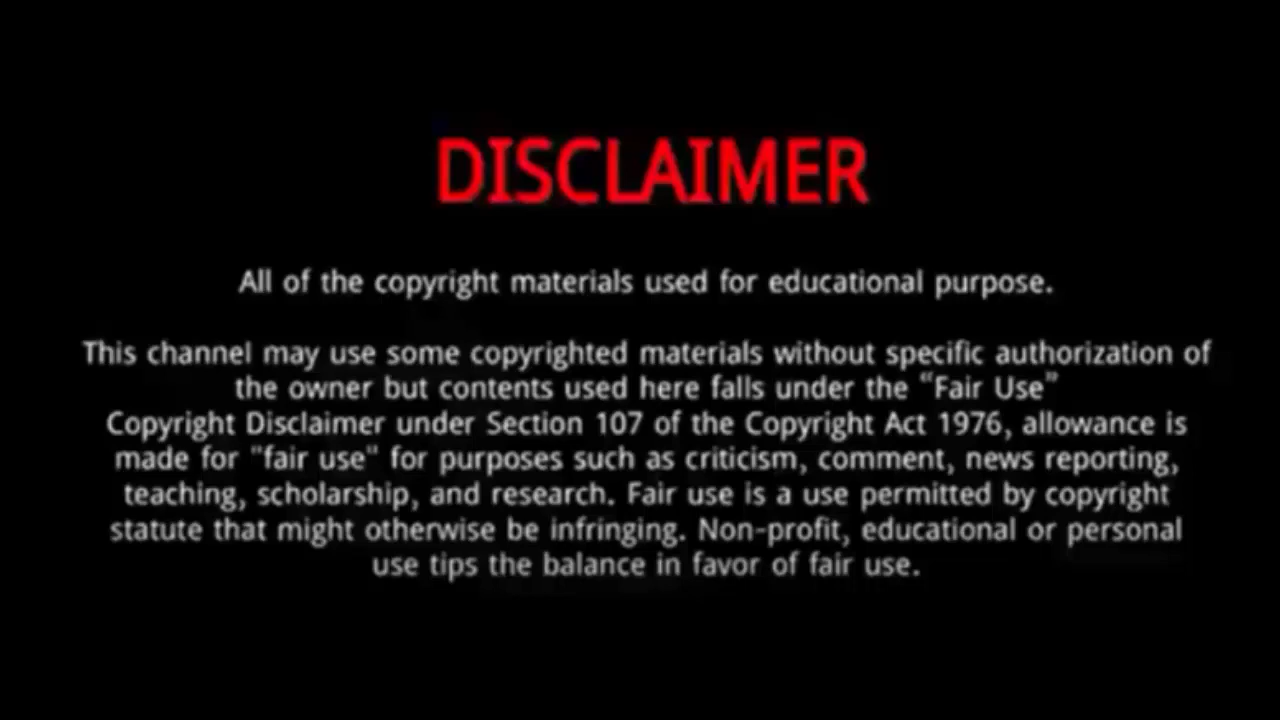 DISCLAIMER
All of the copyright materials used for educational purpose.
This channel may use some copyrighted materials without specific authorization of
the owner but contents used here falls under the “Fair Use”
Copyright Disclaimer under Section 107 of the Copyright Act 1976, allowance is
made for "fair use" for purposes such as criticism, comment, news reporting,
teaching, scholarship, and research. Fair use is a use permitted by copyright
statute that might otherwise be infringing. Non-profit, educational or personal
use tips the balance in favor of fair use.